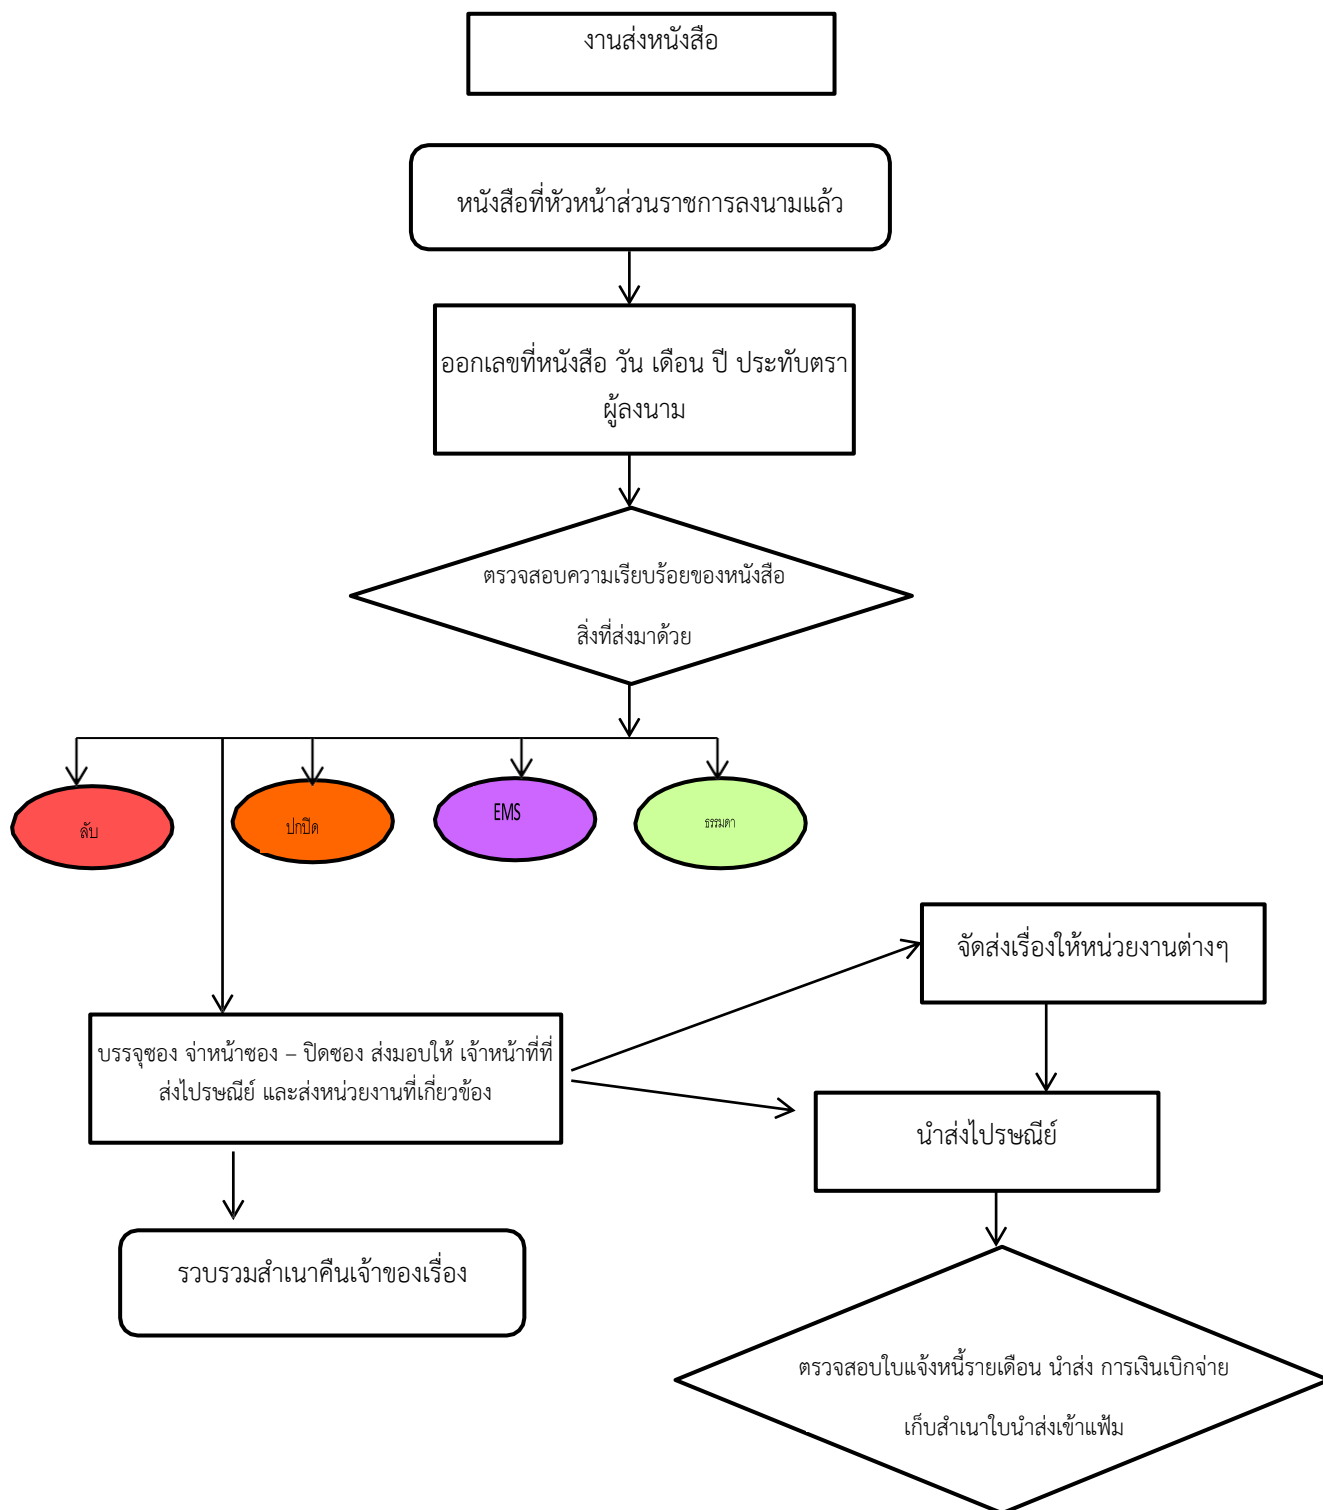 งานส่งหนังสือ
หนังสือที่หัวหน้าส่วนราชการลงนามแล้ว
ออกเลขที่หนังสือ วัน เดือน ปี ประทับตรา
ผู้ลงนาม
ตรวจสอบความเรียบร้อยของหนังสือ
สิ่งที่ส่งมาด้วย
ลับ
ปกปิด
EMS
ธรรมดา
จัดส่งเรื่องให้หน่วยงานต่างๆ
บรรจุซอง จ่าหน้าซอง – ปิดซอง ส่งมอบให้ เจ้าหน้าที่ที่
ส่งไปรษณีย์ และส่งหน่วยงานที่เกี่ยวข้อง
นำส่งไปรษณีย์
รวบรวมสำเนาคืนเจ้าของเรื่อง
ตรวจสอบใบแจ้งหนี้รายเดือน นำส่ง การเงินเบิกจ่าย
เก็บสำเนาใบนำส่งเข้าแฟ้ม